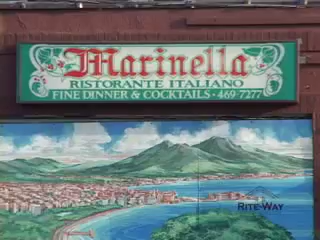 Marinella
RISTORANTE ITALIANO
FINE DINNER & COCKTAILS • 469-7277
RITE-WAY